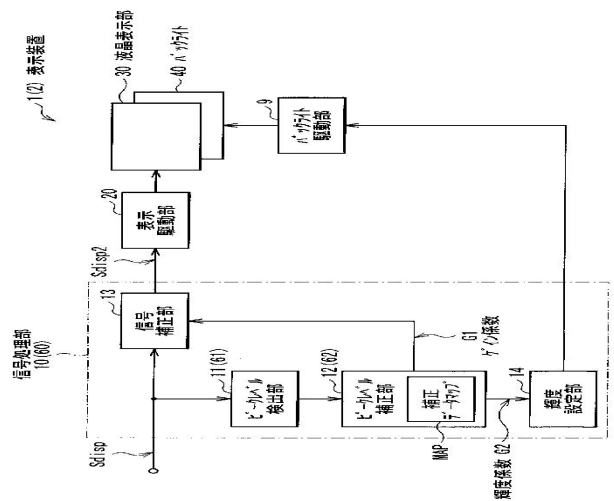 1(2) 表示装置
30 液晶表示部
40 バックライト
9
バックライト
駆動部
20
表示
駆動部
Sdisp2
信号処理部
10(60)
13
信号
補正部
G1
ゲイン係数
11(61)
ピークレベル
検出部
12(62)
ピークレベル
補正部
補正
データマップ
MAP
14
輝度
設定部
輝度係数 G2
Sdisp